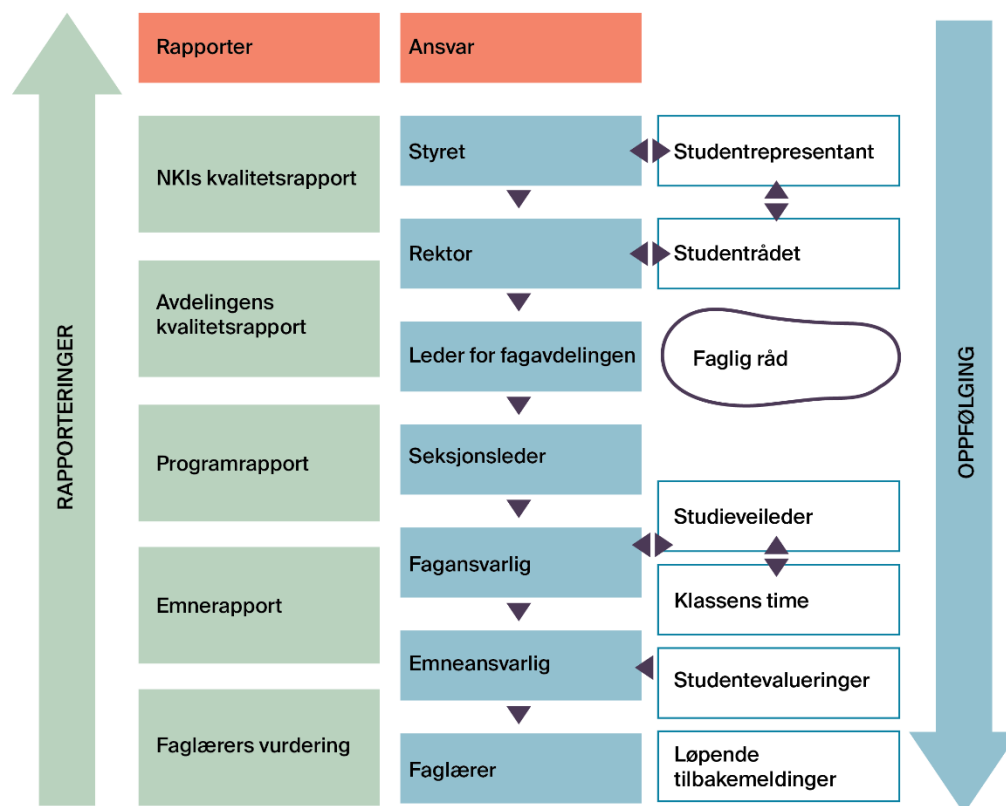 RAPPORTERINGER
Rapporter
NKIs kvalitetsrapport
Avdelingens
kvalitetsrapport
Programrapport
Emnerapport
Faglærers vurdering
Ansvar
Styret
Rektor
Leder for fagavdelingen
Seksjonsleder
Fagansvarlig
Emneansvarlig
Faglærer
Studentrepresentant
Studentrådet
Faglig råd
Studieveileder
Klassens time
Studentevalueringer
Løpende
tilbakemeldinger
OPPFØLGING